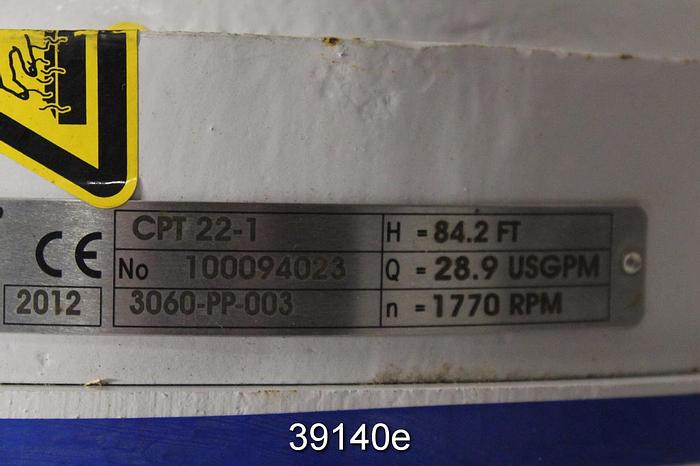 CPT 22-1
H = 84.2 FT
CE
No 100094023
Q = 28.9 USGPM
2012
3060-PP-003
n = 1770 RPM
39140e